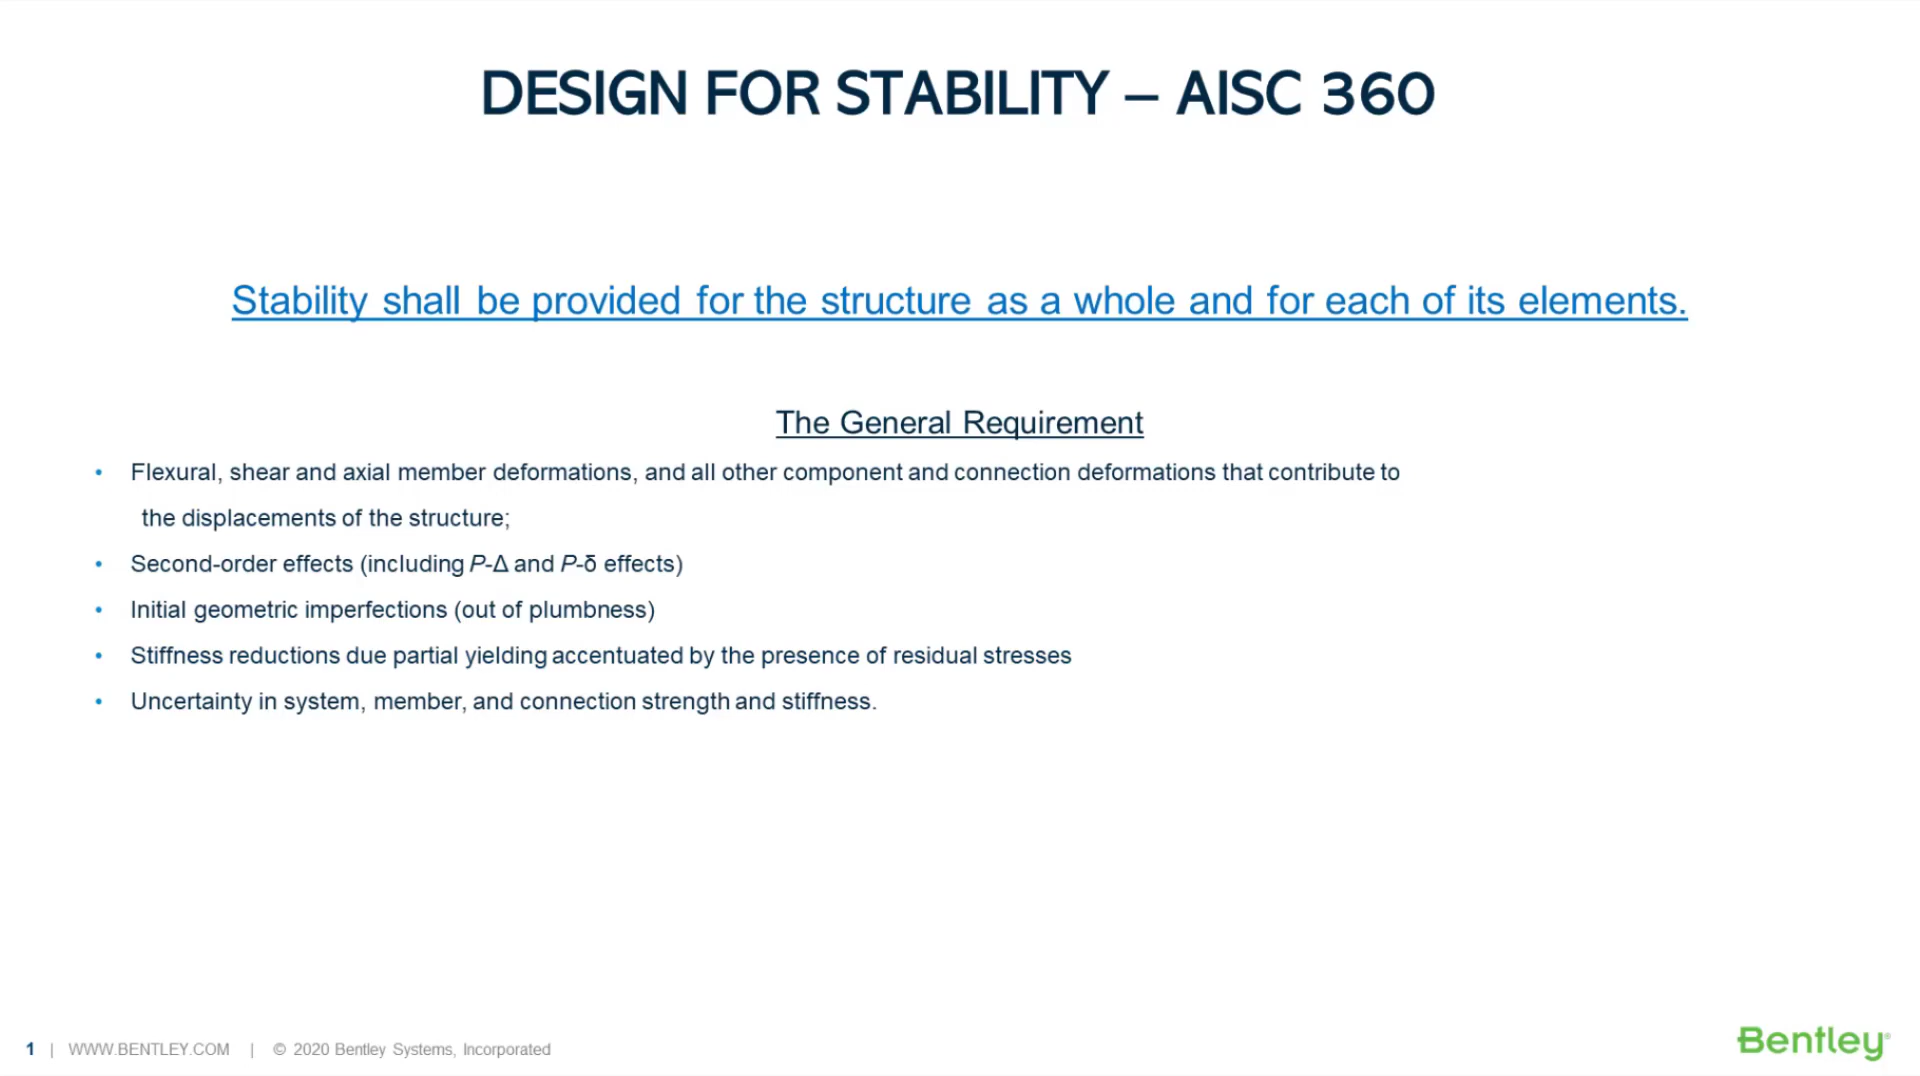 DESIGN FOR STABILITY – AISC 360
Stability shall be provided for the structure as a whole and for each of its elements.
The General Requirement
• Flexural, shear and axial member deformations, and all other component and connection deformations that contribute to
the displacements of the structure;
• Second-order effects (including P-Δ and P-δ effects)
• Initial geometric imperfections (out of plumbness)
• Stiffness reductions due partial yielding accentuated by the presence of residual stresses
• Uncertainty in system, member, and connection strength and stiffness.
1 | WWW.BENTLEY.COM | © 2020 Bentley Systems, Incorporated
Bentley®